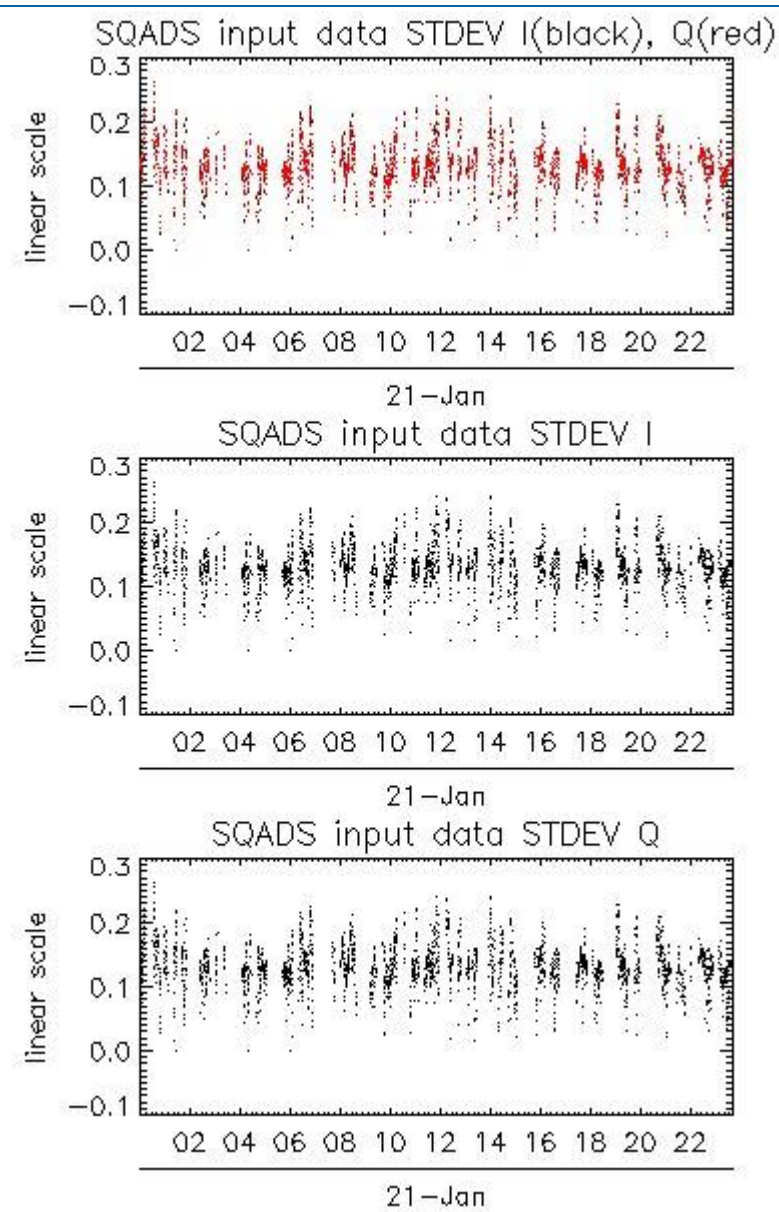 SQADS input data STDEV I(black), Q(red)
0.3
0.2
0.1
0.0
−0.1
linear scale
02 04 06 08 10 12 14 16 18 20 22
21−Jan
SQADS input data STDEV I
0.3
0.2
0.1
0.0
−0.1
linear scale
02 04 06 08 10 12 14 16 18 20 22
21−Jan
SQADS input data STDEV Q
0.3
0.2
0.1
0.0
−0.1
linear scale
02 04 06 08 10 12 14 16 18 20 22
21−Jan